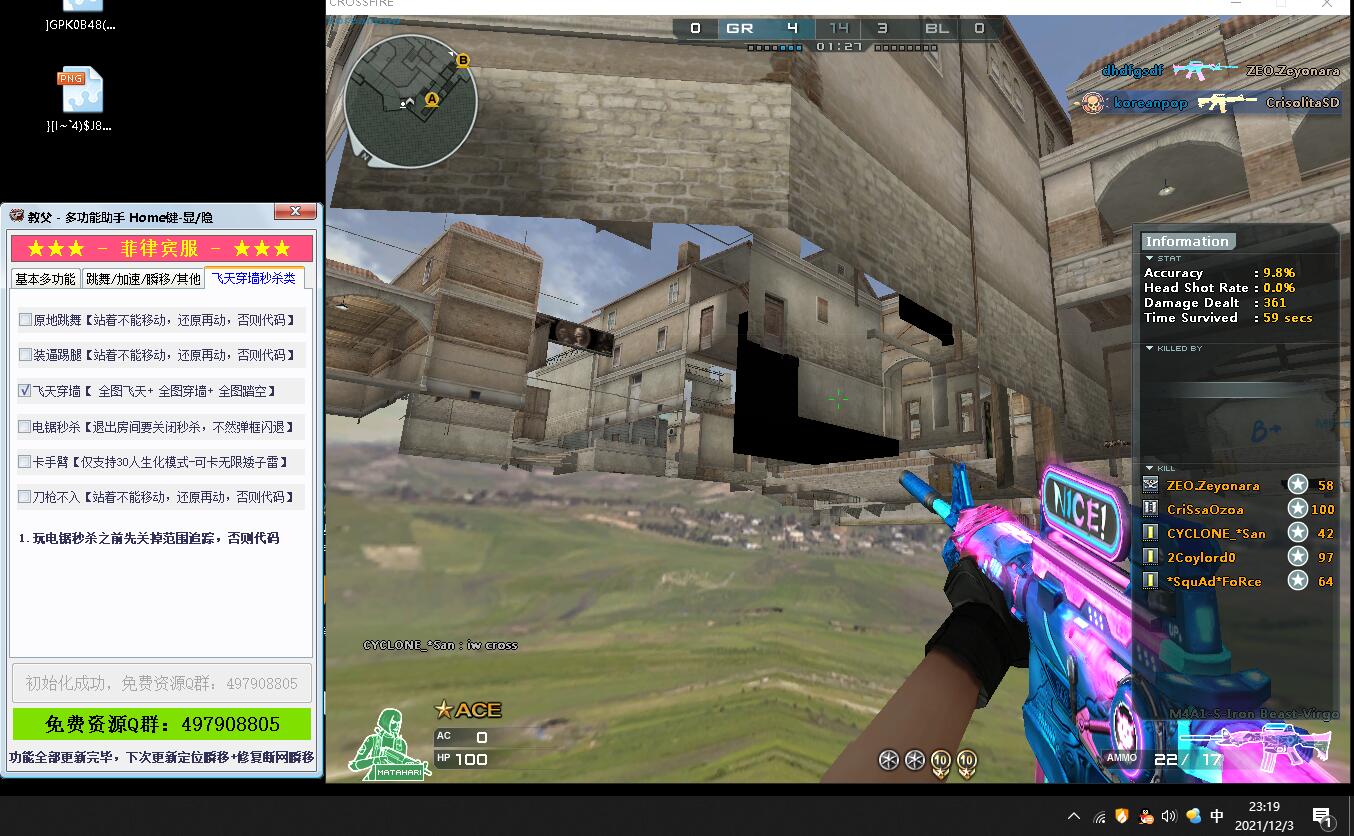 ]GPK0B48(...
PNG
}[I~`4)$J8...
教父 - 多功能助手 Home键-显/隐
★★★ - 菲律宾服 - ★★★
基本多功能 跳舞/加速/瞬移/其他 飞天穿墙秒杀类
原地跳舞【站着不能移动，还原再动，否则代码】
装逼踢腿【站着不能移动，还原再动，否则代码】
飞天穿墙【 全图飞天+ 全图穿墙+ 全图踏空】
电锯秒杀【退出房间要关闭秒杀，不然弹框闪退】
卡手臂【仅支持30人生化模式-可卡无限矮子雷】
刀枪不入【站着不能移动，还原再动，否则代码】
1.玩电锯秒杀之前先关掉范围追踪，否则代码
初始化成功，免费资源Q群：497908805
免费资源Q群：497908805
功能全部更新完毕，下次更新定位瞬移+修复断网瞬移
CROSSFIRE
0 GR 4 14 3 BL 0
01:27
B
A
N
dhdfgsdf ZEO.Zeyonara
koreanpop CrisolitaSD
Information
STAT
Accuracy : 9.8%
Head Shot Rate : 0.0%
Damage Dealt : 361
Time Survived : 59 secs
KILLED BY
B+
KILL
ZEO.Zeyonara 58
CriSsaOzoa 100
CYCLONE_*San 42
2Coylord0 97
*SquAd*FoRce 64
NICE!
CYCLONE_*San : iw cross
ACE
AC 0
HP 100
MATAHARI
10 10
M4A1-S-Iron Beast-Virgo
AMMO 22/ 17
中
23:19
2021/12/3
1